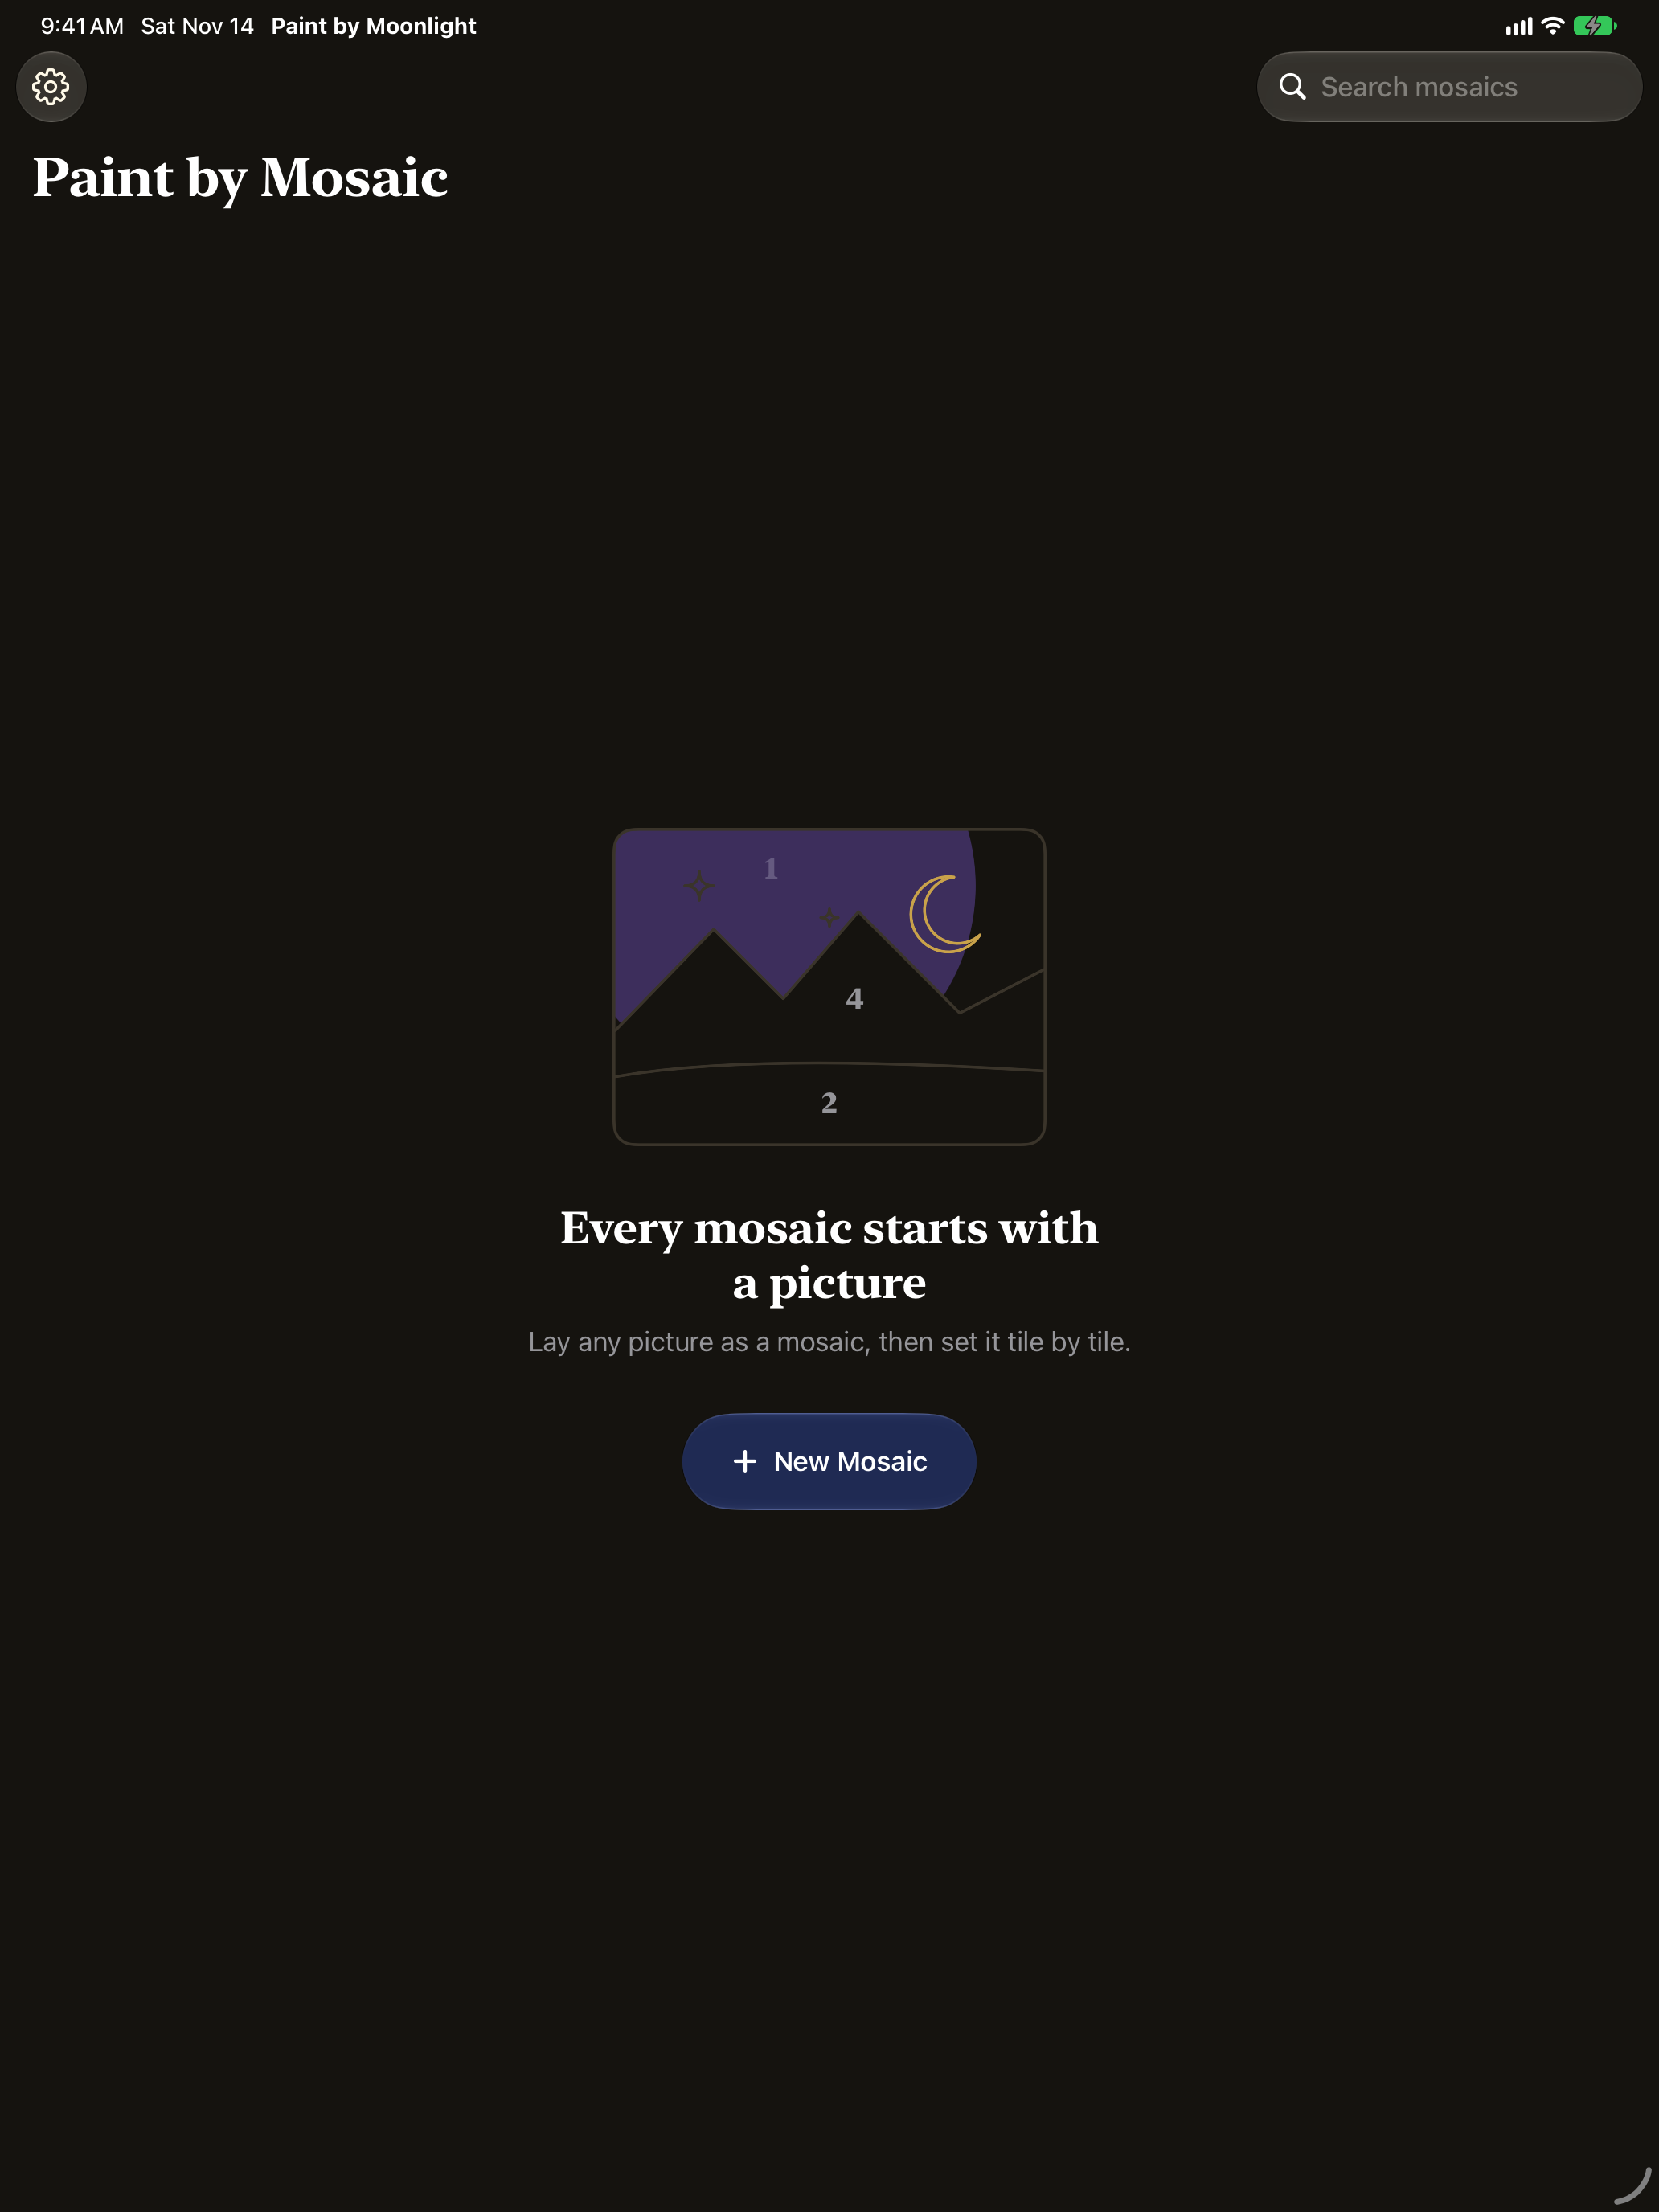 9:41 AM Sat Nov 14 Paint by Moonlight
Search mosaics
Paint by Mosaic
1
4
2
Every mosaic starts with
a picture
Lay any picture as a mosaic, then set it tile by tile.
+ New Mosaic